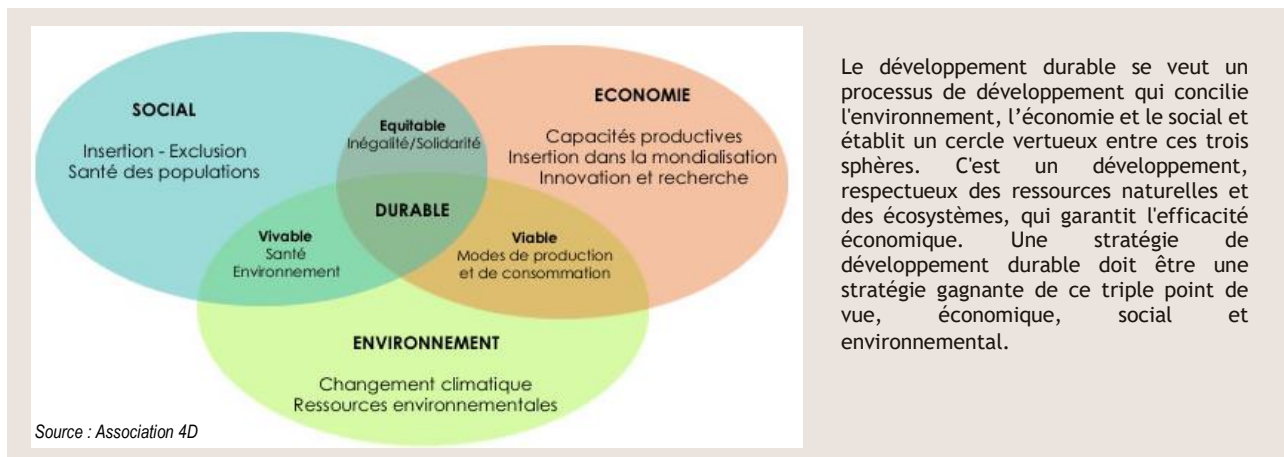 SOCIAL
Insertion - Exclusion
Santé des populations
Equitable
Inégalité/Solidarité
ECONOMIE
Capacités productives
Insertion dans la mondialisation
Innovation et recherche
DURABLE
Vivable
Santé
Environnement
Viable
Modes de production
et de consommation
ENVIRONNEMENT
Changement climatique
Ressources environnementales
Source : Association 4D
Le développement durable se veut un
processus de développement qui concilie
l'environnement, l’économie et le social et
établit un cercle vertueux entre ces trois
sphères. C'est un développement,
respectueux des ressources naturelles et
des écosystèmes, qui garantit l'efficacité
économique. Une stratégie de
développement durable doit être une
stratégie gagnante de ce triple point de
vue, économique, social et
environnemental.